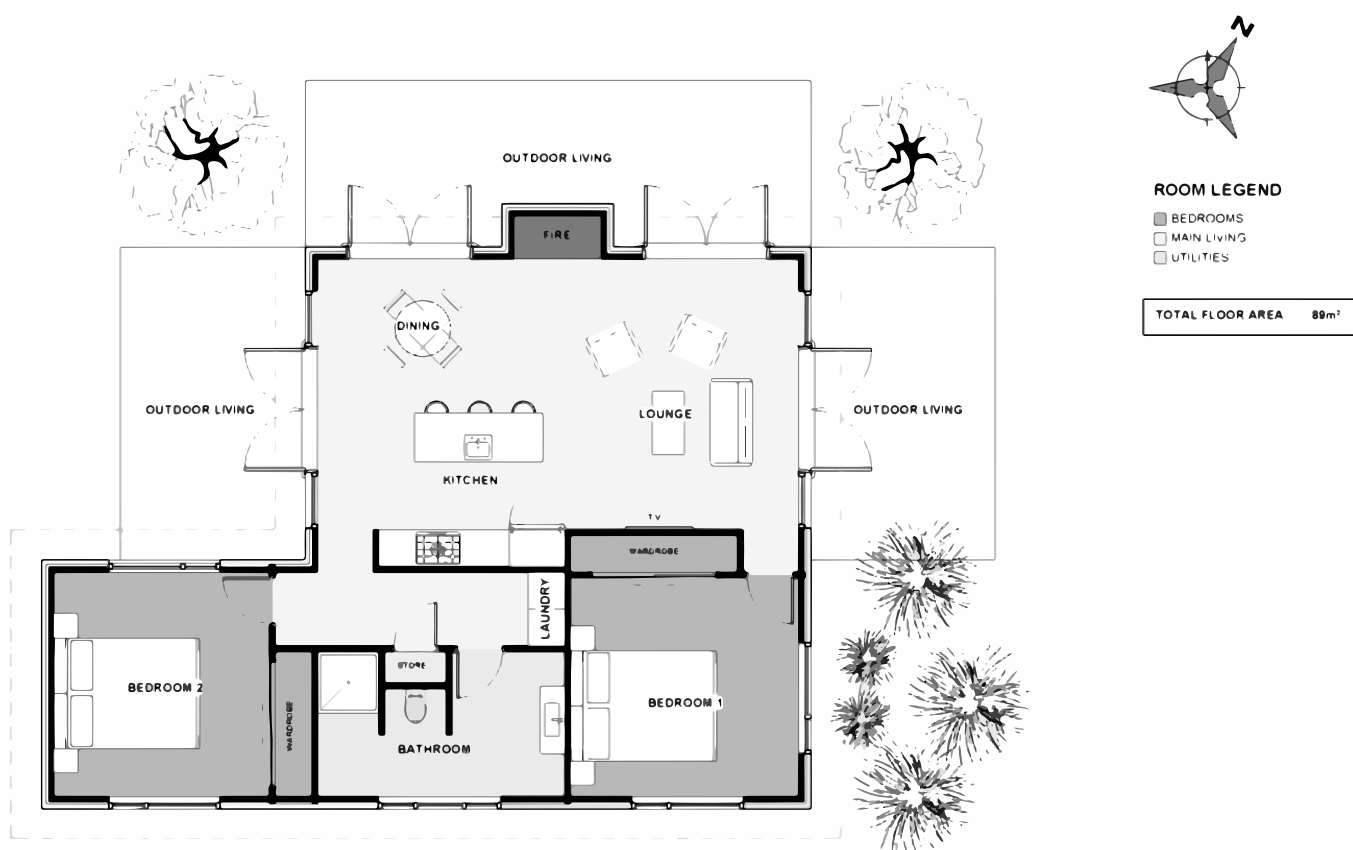 N
OUTDOOR LIVING
ROOM LEGEND
BEDROOMS
MAIN LIVING
UTILITIES
FIRE
TOTAL FLOOR AREA 89m²
DINING
OUTDOOR LIVING
LOUNGE
OUTDOOR LIVING
KITCHEN
TV
WARDROBE
LAUNDRY
STORE
BEDROOM 2
BEDROOM 1
WARDROBE
BATHROOM